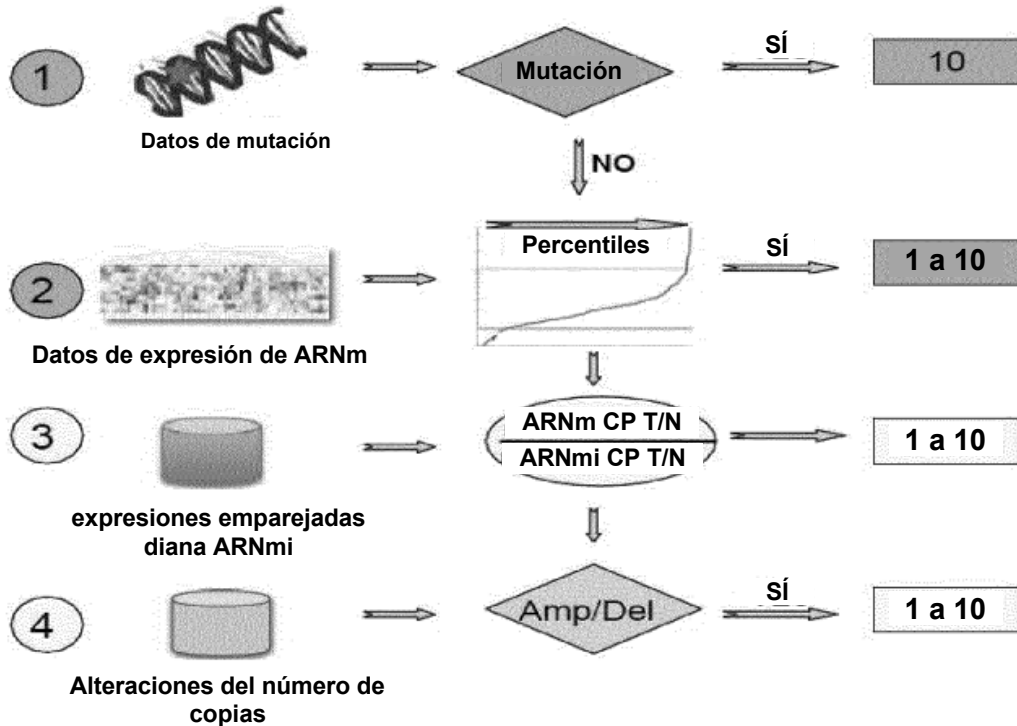 1
Datos de mutación
Mutación
SÍ
10
NO
2
Datos de expresión de ARNm
Percentiles
SÍ
1 a 10
3
expresiones emparejadas
diana ARNmi
ARNm CP T/N
ARNmi CP T/N
1 a 10
4
Alteraciones del número de
copias
Amp/Del
SÍ
1 a 10